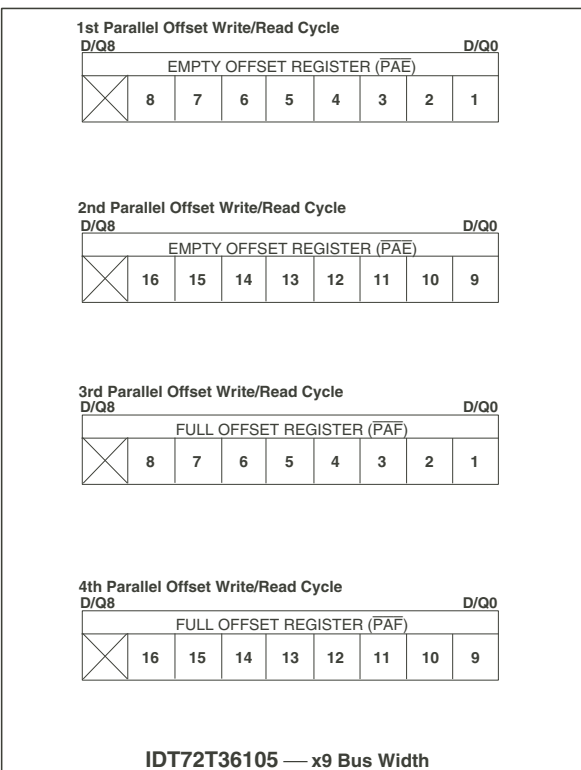 1st Parallel Offset Write/Read Cycle
D/Q8 D/Q0
EMPTY OFFSET REGISTER (PAE)
8 7 6 5 4 3 2 1
2nd Parallel Offset Write/Read Cycle
D/Q8 D/Q0
EMPTY OFFSET REGISTER (PAE)
16 15 14 13 12 11 10 9
3rd Parallel Offset Write/Read Cycle
D/Q8 D/Q0
FULL OFFSET REGISTER (PAF)
8 7 6 5 4 3 2 1
4th Parallel Offset Write/Read Cycle
D/Q8 D/Q0
FULL OFFSET REGISTER (PAF)
16 15 14 13 12 11 10 9
IDT72T36105 — x9 Bus Width